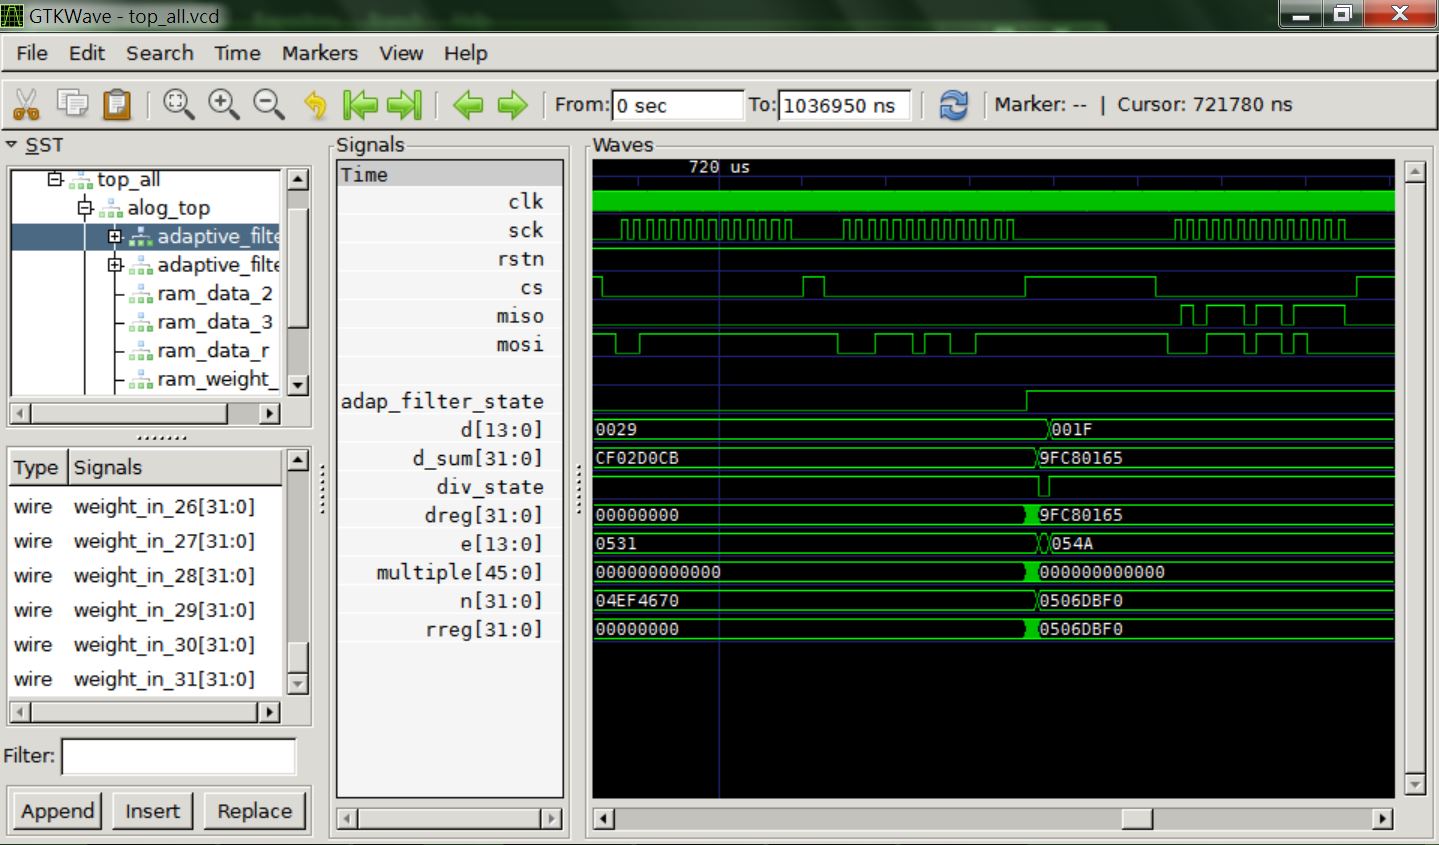 GTKWave - top_all.vcd
File Edit Search Time Markers View Help
From: 0 sec To: 1036950 ns Marker: -- | Cursor: 721780 ns
SST
top_all
alog_top
adaptive_filte
adaptive_filte
ram_data_2
ram_data_3
ram_data_r
ram_weight_
Type Signals
wire weight_in_26[31:0]
wire weight_in_27[31:0]
wire weight_in_28[31:0]
wire weight_in_29[31:0]
wire weight_in_30[31:0]
wire weight_in_31[31:0]
Filter:
Append Insert Replace
Signals
Time
clk
sck
rstn
cs
miso
mosi
adap_filter_state
d[13:0]
d_sum[31:0]
div_state
dreg[31:0]
e[13:0]
multiple[45:0]
n[31:0]
rreg[31:0]
Waves
720 us
0029 001F
CF02D0CB 9FC80165
00000000 9FC80165
0531 054A
000000000000 000000000000
04EF4670 0506DBF0
00000000 0506DBF0